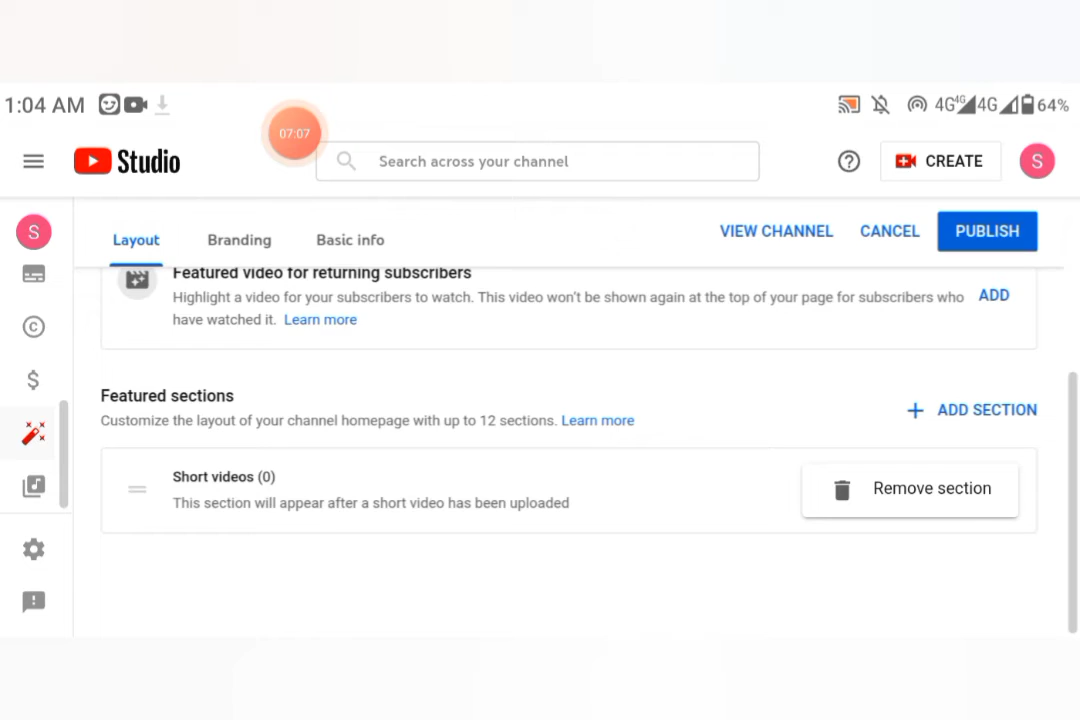 1:04 AM 4G 4G 4G 64%
07:07
Studio Search across your channel CREATE S
S
Layout Branding Basic info VIEW CHANNEL CANCEL PUBLISH
Featured video for returning subscribers
Highlight a video for your subscribers to watch. This video won't be shown again at the top of your page for subscribers who ADD
have watched it. Learn more
Featured sections
Customize the layout of your channel homepage with up to 12 sections. Learn more + ADD SECTION
Short videos (0)
This section will appear after a short video has been uploaded Remove section